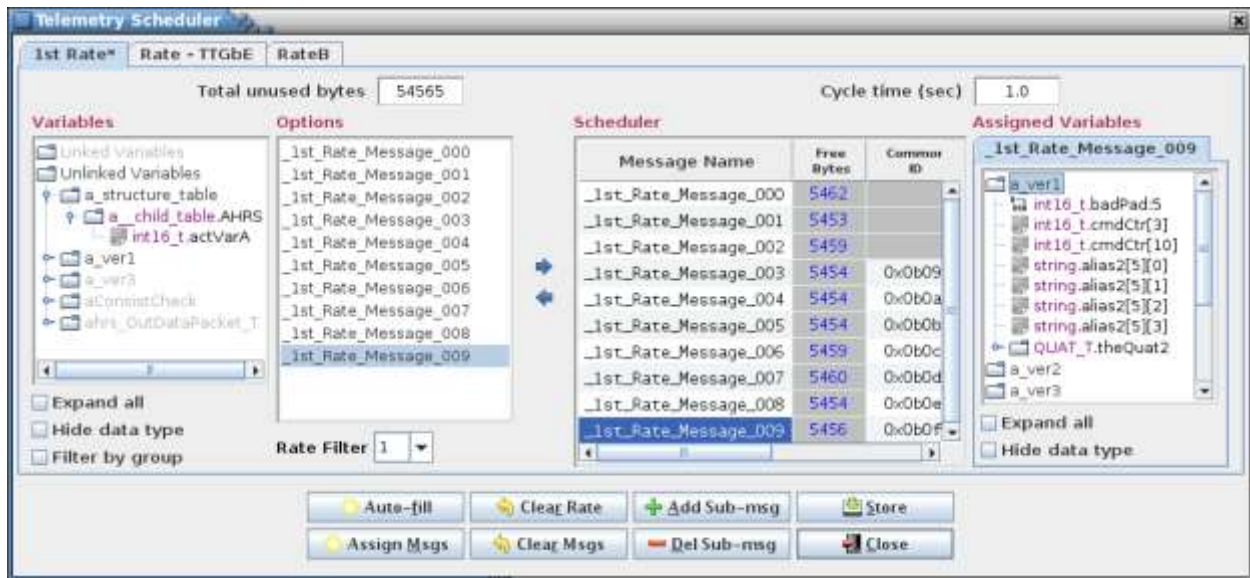 Telemetry Scheduler
1st Rate*
Rate - TTGbE
RateB
Total unused bytes 54565
Cycle time (sec) 1.0
Variables
Linked Variables
Unlinked Variables
a_structure_table
a__child_table.AHRS
int16_t.actVarA
a_ver1
a_ver3
aConsistCheck
ahrs_OutDataPacket_T
Expand all
Hide data type
Filter by group
Options
_1st_Rate_Message_000
_1st_Rate_Message_001
_1st_Rate_Message_002
_1st_Rate_Message_003
_1st_Rate_Message_004
_1st_Rate_Message_005
_1st_Rate_Message_006
_1st_Rate_Message_007
_1st_Rate_Message_008
_1st_Rate_Message_009
Rate Filter 1
Scheduler
Message Name Free Bytes Common ID
_1st_Rate_Message_000 5462
_1st_Rate_Message_001 5453
_1st_Rate_Message_002 5459
_1st_Rate_Message_003 5454 0x0b09
_1st_Rate_Message_004 5454 0x0b0a
_1st_Rate_Message_005 5454 0x0b0b
_1st_Rate_Message_006 5459 0x0b0c
_1st_Rate_Message_007 5460 0x0b0d
_1st_Rate_Message_008 5454 0x0b0e
_1st_Rate_Message_009 5456 0x0b0f
Assigned Variables
_1st_Rate_Message_009
a_ver1
int16_t.badPad:5
int16_t.cmdCtr[3]
int16_t.cmdCtr[10]
string.alias2[5][0]
string.alias2[5][1]
string.alias2[5][2]
string.alias2[5][3]
QUAT_T.theQuat2
a_ver2
a_ver3
Expand all
Hide data type
Auto-fill
Clear Rate
Add Sub-msg
Store
Assign Msgs
Clear Msgs
Del Sub-msg
Close